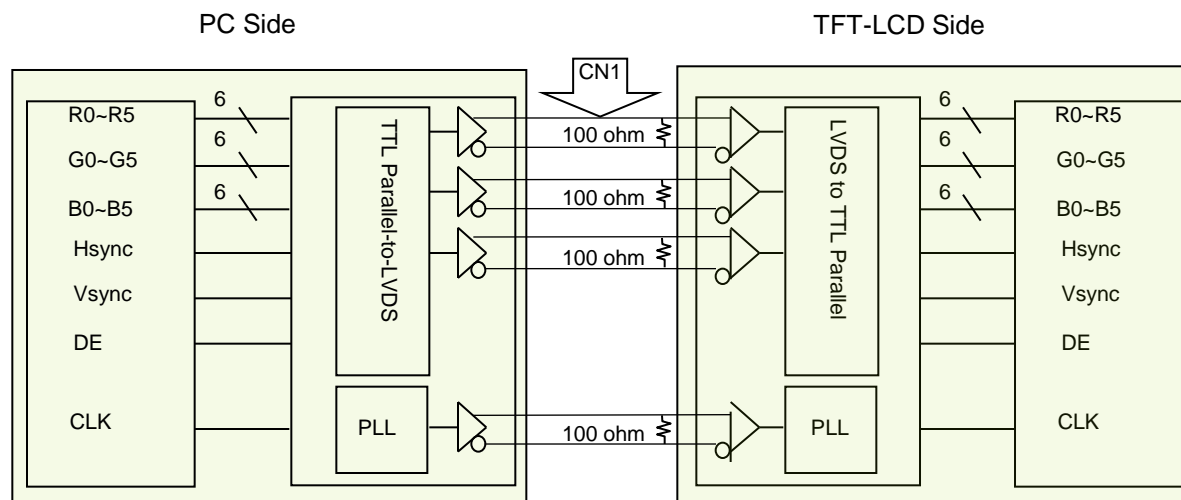 PC Side
TFT-LCD Side
CN1
R0~R5
6
G0~G5
6
B0~B5
6
Hsync
Vsync
DE
CLK
TTL Parallel-to-LVDS
PLL
100 ohm
100 ohm
100 ohm
100 ohm
LVDS to TTL Parallel
PLL
6
R0~R5
6
G0~G5
6
B0~B5
Hsync
Vsync
DE
CLK